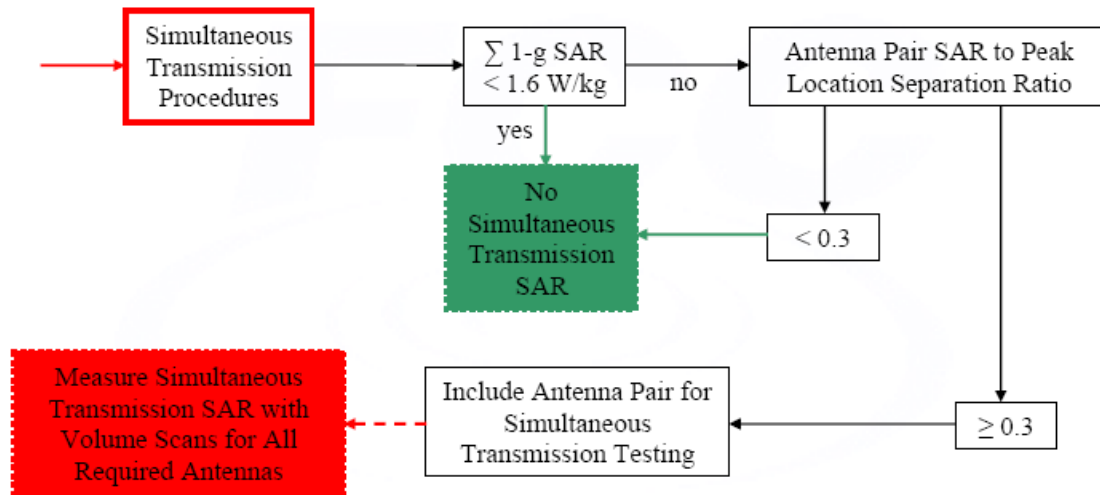 Simultaneous
Transmission
Procedures
∑ 1-g SAR
< 1.6 W/kg
no
Antenna Pair SAR to Peak
Location Separation Ratio
yes
No
Simultaneous
Transmission
SAR
< 0.3
Measure Simultaneous
Transmission SAR with
Volume Scans for All
Required Antennas
Include Antenna Pair for
Simultaneous
Transmission Testing
≥ 0.3